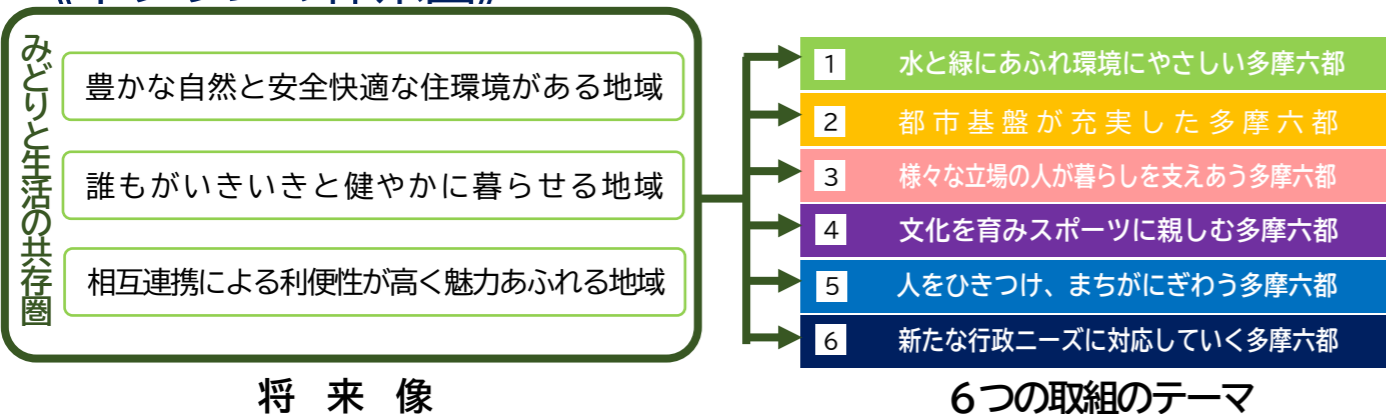 みどりと生活の共存圏
豊かな自然と安全快適な住環境がある地域
誰もがいきいきと健やかに暮らせる地域
相互連携による利便性が高く魅力あふれる地域
将来像
1 水と緑にあふれ環境にやさしい多摩六都
2 都市基盤が充実した多摩六都
3 様々な立場の人が暮らしを支えあう多摩六都
4 文化を育みスポーツに親しむ多摩六都
5 人をひきつけ、まちがにぎわう多摩六都
6 新たな行政ニーズに対応していく多摩六都
6つの取組のテーマ